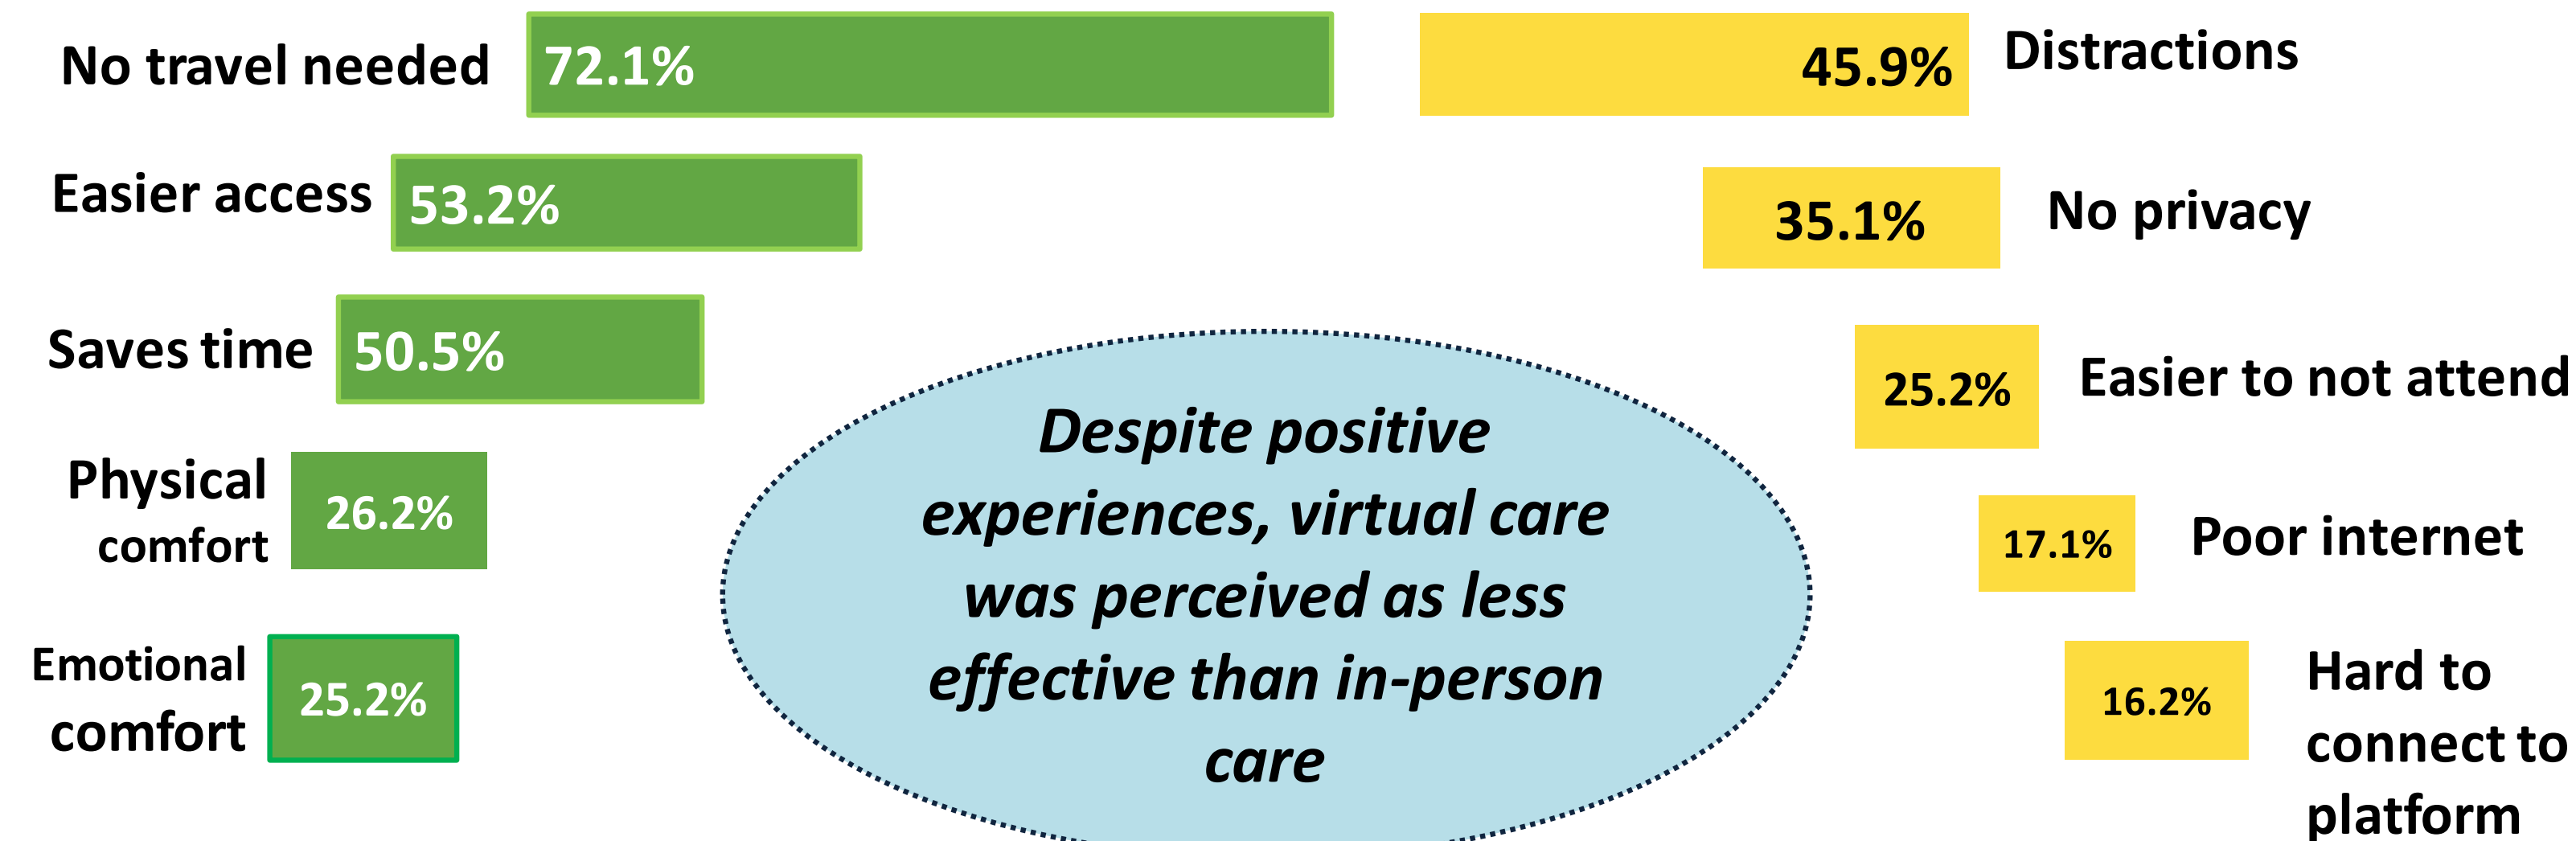 No travel needed
72.1%
Easier access
53.2%
Saves time
50.5%
Physical
comfort
26.2%
Emotional
comfort
25.2%
Despite positive
experiences, virtual care
was perceived as less
effective than in-person
care
45.9%
Distractions
35.1%
No privacy
25.2%
Easier to not attend
17.1%
Poor internet
16.2%
Hard to
connect to
platform